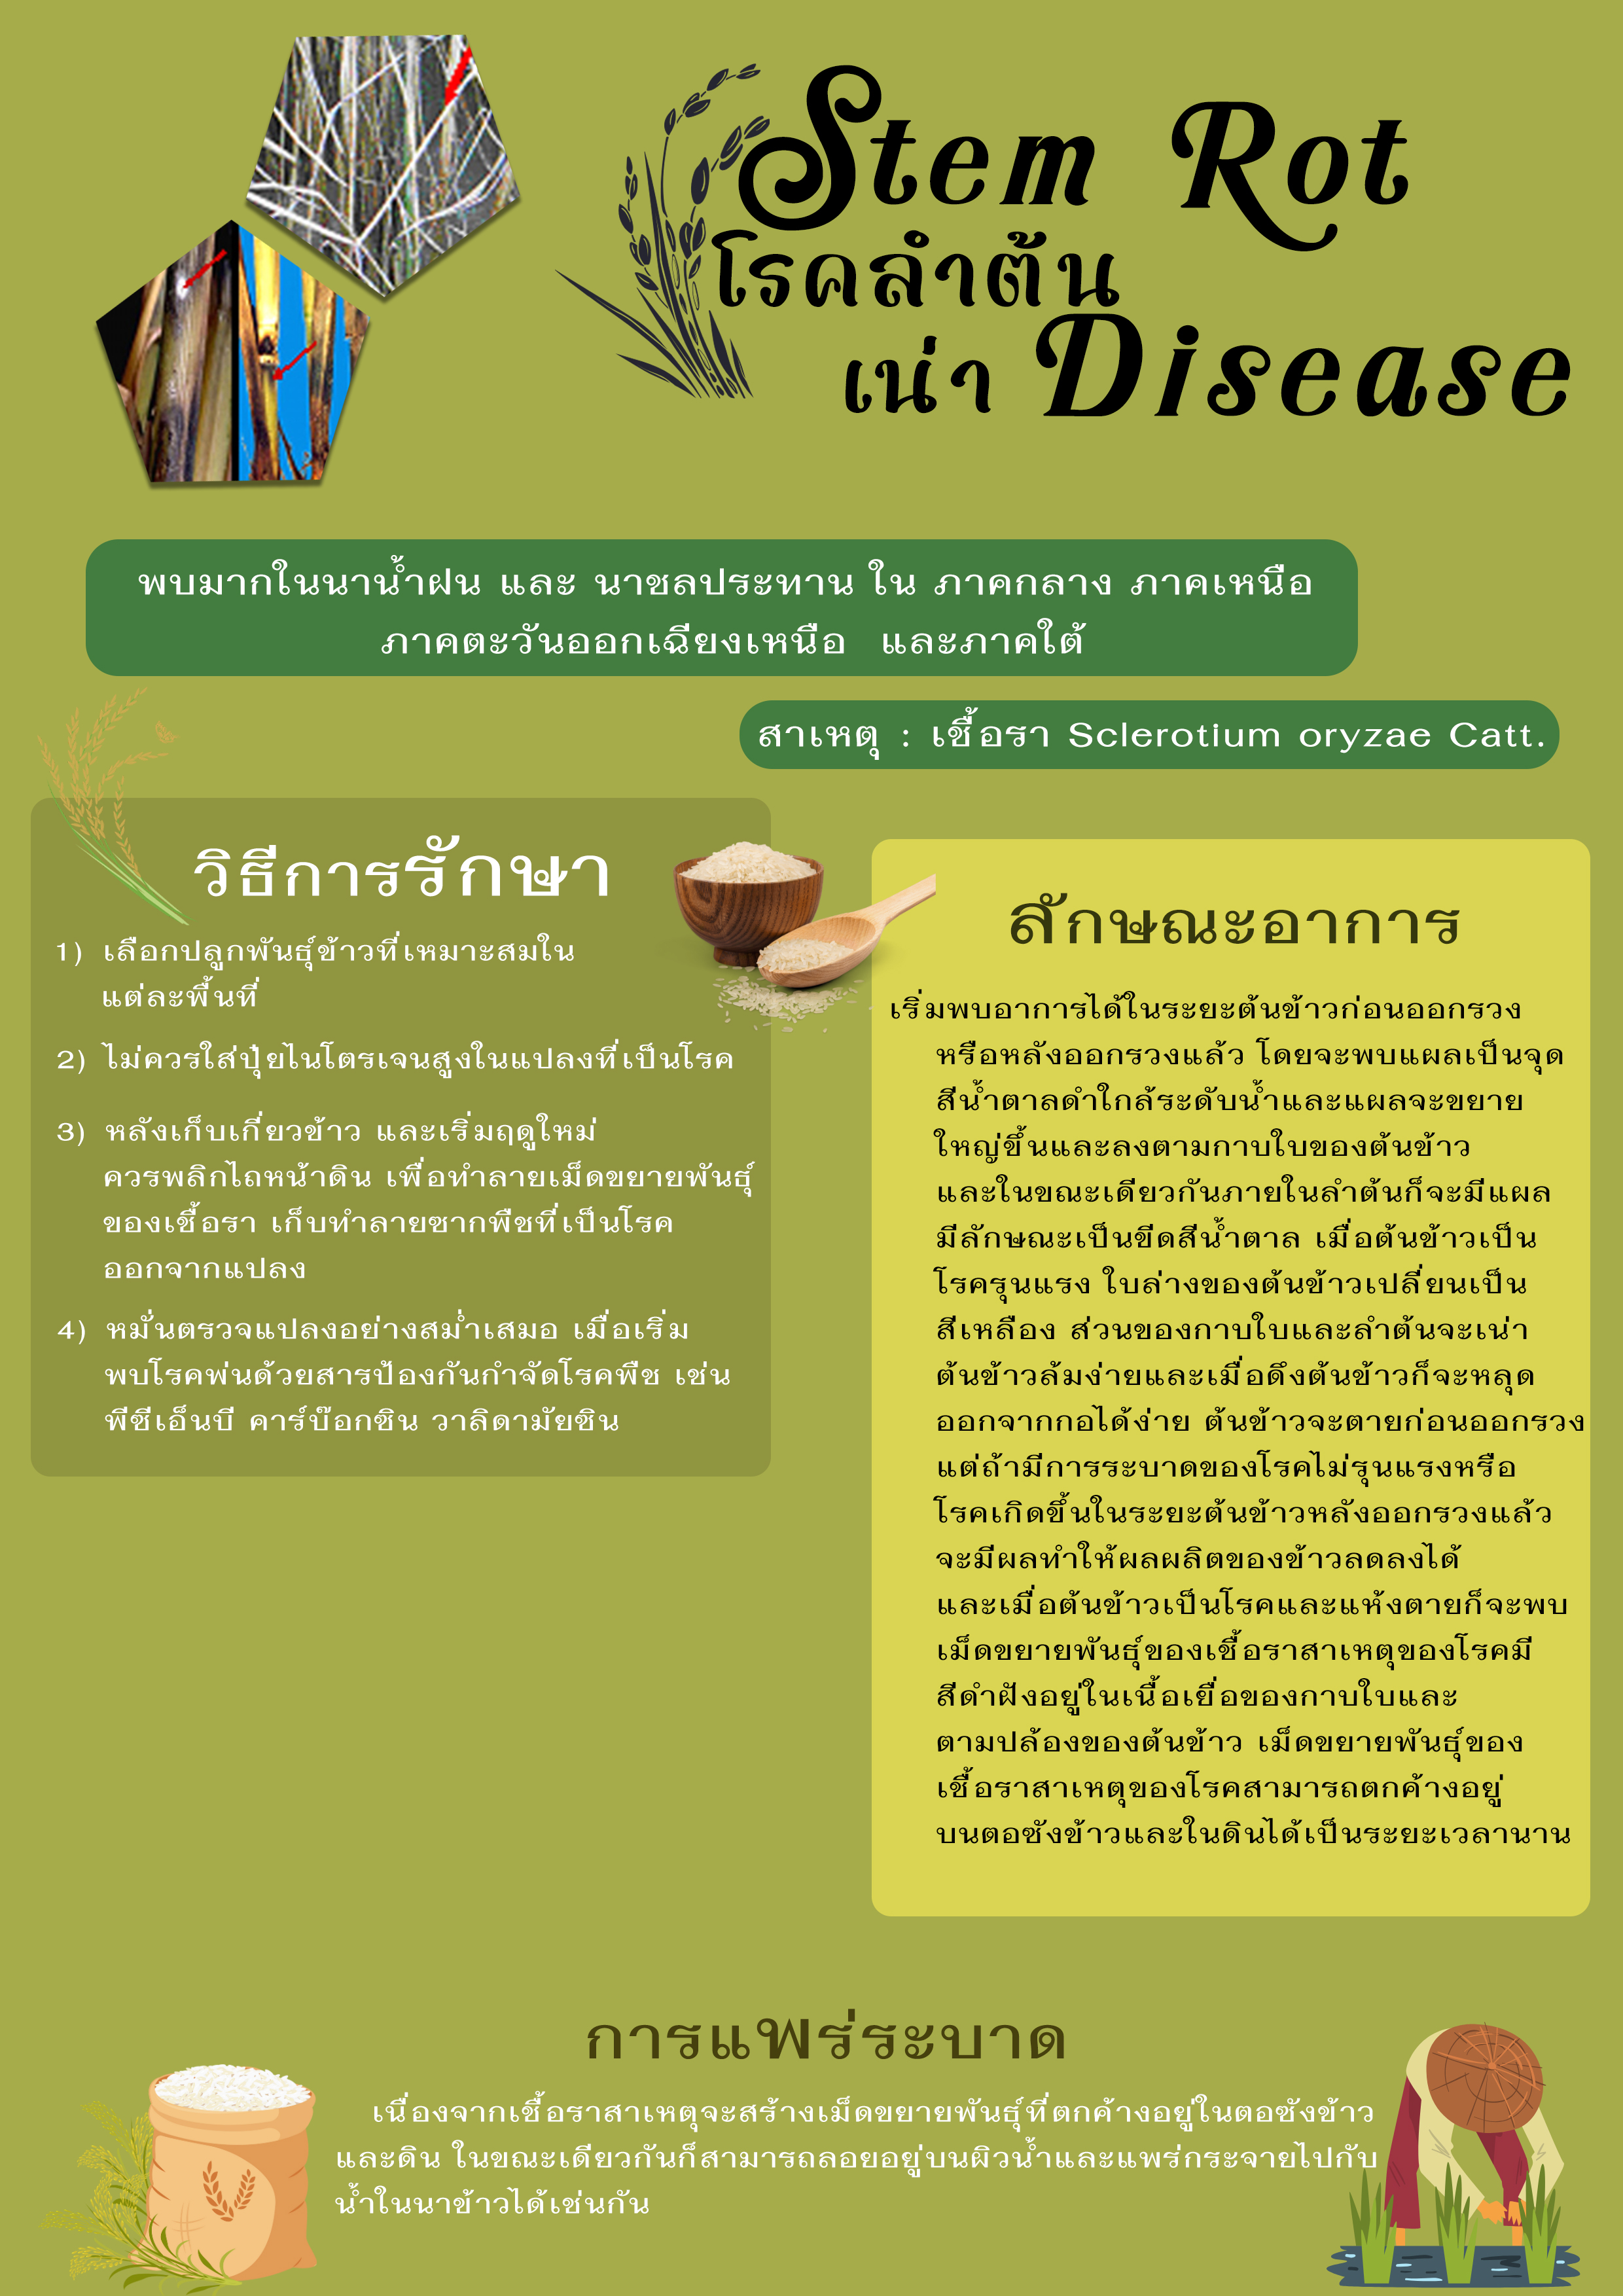 Stem Rot
โรคลำต้น
เน่า Disease
พบมากในนาน้ำฝน และ นาชลประทาน ใน ภาคกลาง ภาคเหนือ
ภาคตะวันออกเฉียงเหนือ และภาคใต้
สาเหตุ : เชื้อรา Sclerotium oryzae Catt.
วิธีการรักษา
1) เลือกปลูกพันธุ์ข้าวที่เหมาะสมใน
แต่ละพื้นที่
2) ไม่ควรใส่ปุ๋ยไนโตรเจนสูงในแปลงที่เป็นโรค
3) หลังเก็บเกี่ยวข้าว และเริ่มฤดูใหม่
ควรพลิกไถหน้าดิน เพื่อทำลายเม็ดขยายพันธุ์
ของเชื้อรา เก็บทำลายซากพืชที่เป็นโรค
ออกจากแปลง
4) หมั่นตรวจแปลงอย่างสม่ำเสมอ เมื่อเริ่ม
พบโรคพ่นด้วยสารป้องกันกำจัดโรคพืช เช่น
พีซีเอ็นบี คาร์บ๊อกซิน วาลิดามัยซิน
ลักษณะอาการ
เริ่มพบอาการได้ในระยะต้นข้าวก่อนออกรวง
หรือหลังออกรวงแล้ว โดยจะพบแผลเป็นจุด
สีน้ำตาลดำใกล้ระดับน้ำและแผลจะขยาย
ใหญ่ขึ้นและลงตามกาบใบของต้นข้าว
และในขณะเดียวกันภายในลำต้นก็จะมีแผล
มีลักษณะเป็นขีดสีน้ำตาล เมื่อต้นข้าวเป็น
โรครุนแรง ใบล่างของต้นข้าวเปลี่ยนเป็น
สีเหลือง ส่วนของกาบใบและลำต้นจะเน่า
ต้นข้าวล้มง่ายและเมื่อดึงต้นข้าวก็จะหลุด
ออกจากกอได้ง่าย ต้นข้าวจะตายก่อนออกรวง
แต่ถ้ามีการระบาดของโรคไม่รุนแรงหรือ
โรคเกิดขึ้นในระยะต้นข้าวหลังออกรวงแล้ว
จะมีผลทำให้ผลผลิตของข้าวลดลงได้
และเมื่อต้นข้าวเป็นโรคและแห้งตายก็จะพบ
เม็ดขยายพันธุ์ของเชื้อราสาเหตุของโรคมี
สีดำฝังอยู่ในเนื้อเยื่อของกาบใบและ
ตามปล้องของต้นข้าว เม็ดขยายพันธุ์ของ
เชื้อราสาเหตุของโรคสามารถตกค้างอยู่
บนตอซังข้าวและในดินได้เป็นระยะเวลานาน
การแพร่ระบาด
เนื่องจากเชื้อราสาเหตุจะสร้างเม็ดขยายพันธุ์ที่ตกค้างอยู่ในตอซังข้าว
และดิน ในขณะเดียวกันก็สามารถลอยอยู่บนผิวน้ำและแพร่กระจายไปกับ
น้ำในนาข้าวได้เช่นกัน